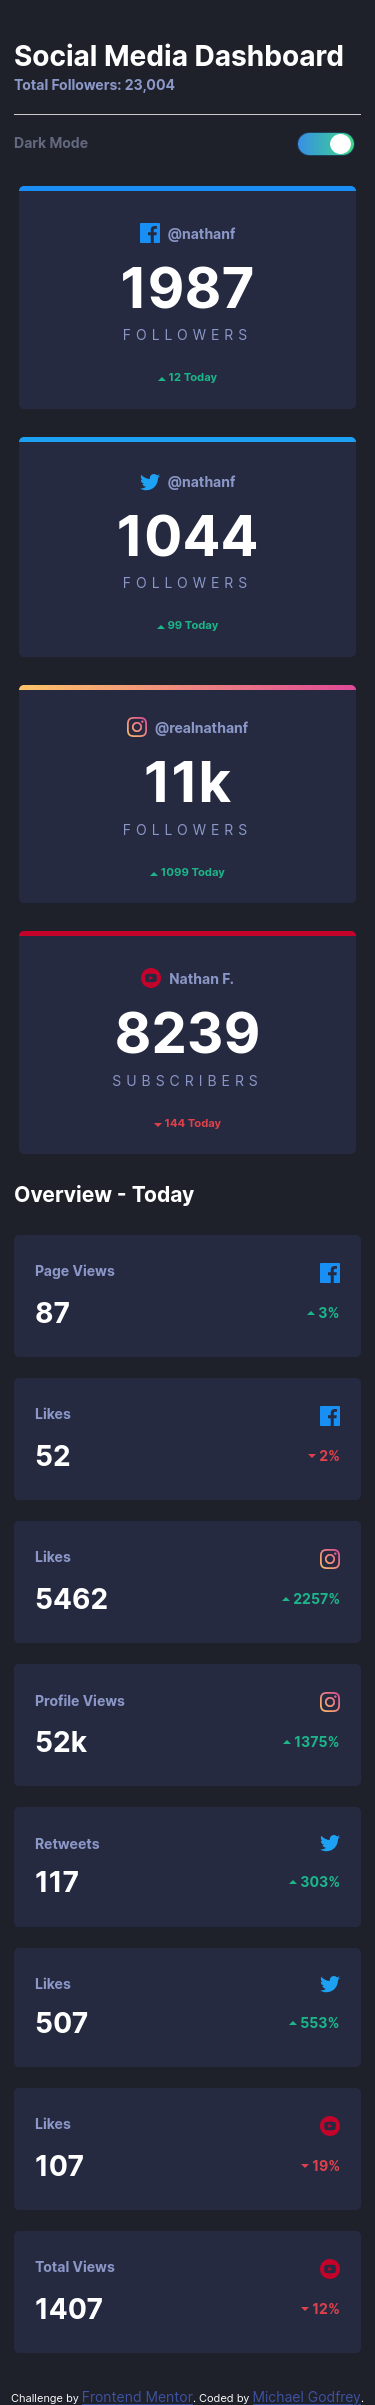 Social Media Dashboard
Total Followers: 23,004
Dark Mode
@nathanf
1987
FOLLOWERS
12 Today
@nathanf
1044
FOLLOWERS
99 Today
@realnathanf
11k
FOLLOWERS
1099 Today
Nathan F.
8239
SUBSCRIBERS
144 Today
Overview - Today
Page Views
87 3%
Likes
52 2%
Likes
5462 2257%
Profile Views
52k 1375%
Retweets
117 303%
Likes
507 553%
Likes
107 19%
Total Views
1407 12%
Challenge by Frontend Mentor. Coded by Michael Godfrey.